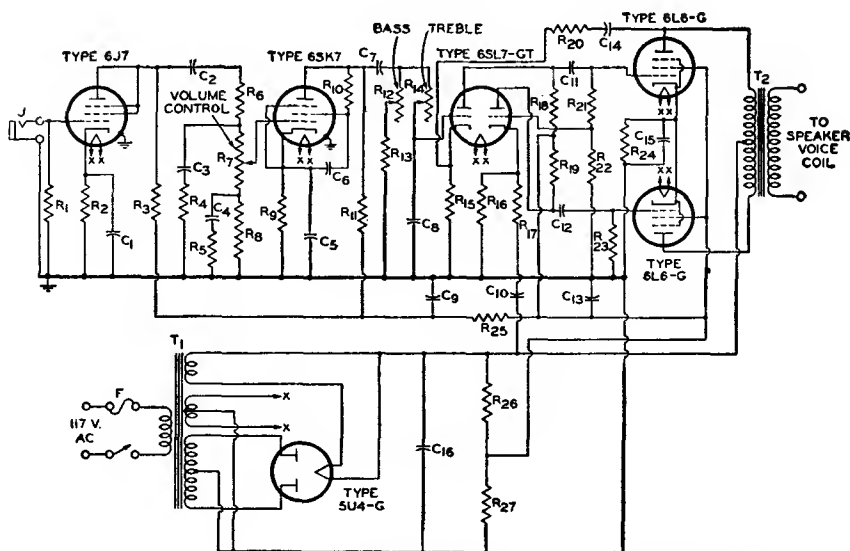 TYPE 6L6-G
BASS
TREBLE
R20
C14
TYPE 6J7
TYPE 6SK7
TYPE 6SL7-GT
T2
C2
C7
C11
VOLUME
CONTROL
R6
R10
R12
R14
R18
R21
J
C3
R7
C6
R13
C15
R24
TO
SPEAKER
VOICE
COIL
X X
X X
X X
X X
X X
R1
R2
C1
R3
R4
C4
R5
R8
R9
C5
R11
C8
R15
R16
R17
R19
R22
C12
R23
TYPE
6L6-G
C9
C10
C13
R25
T1
F
117 V.
AC
X
X
C16
R26
R27
TYPE
5U4-G